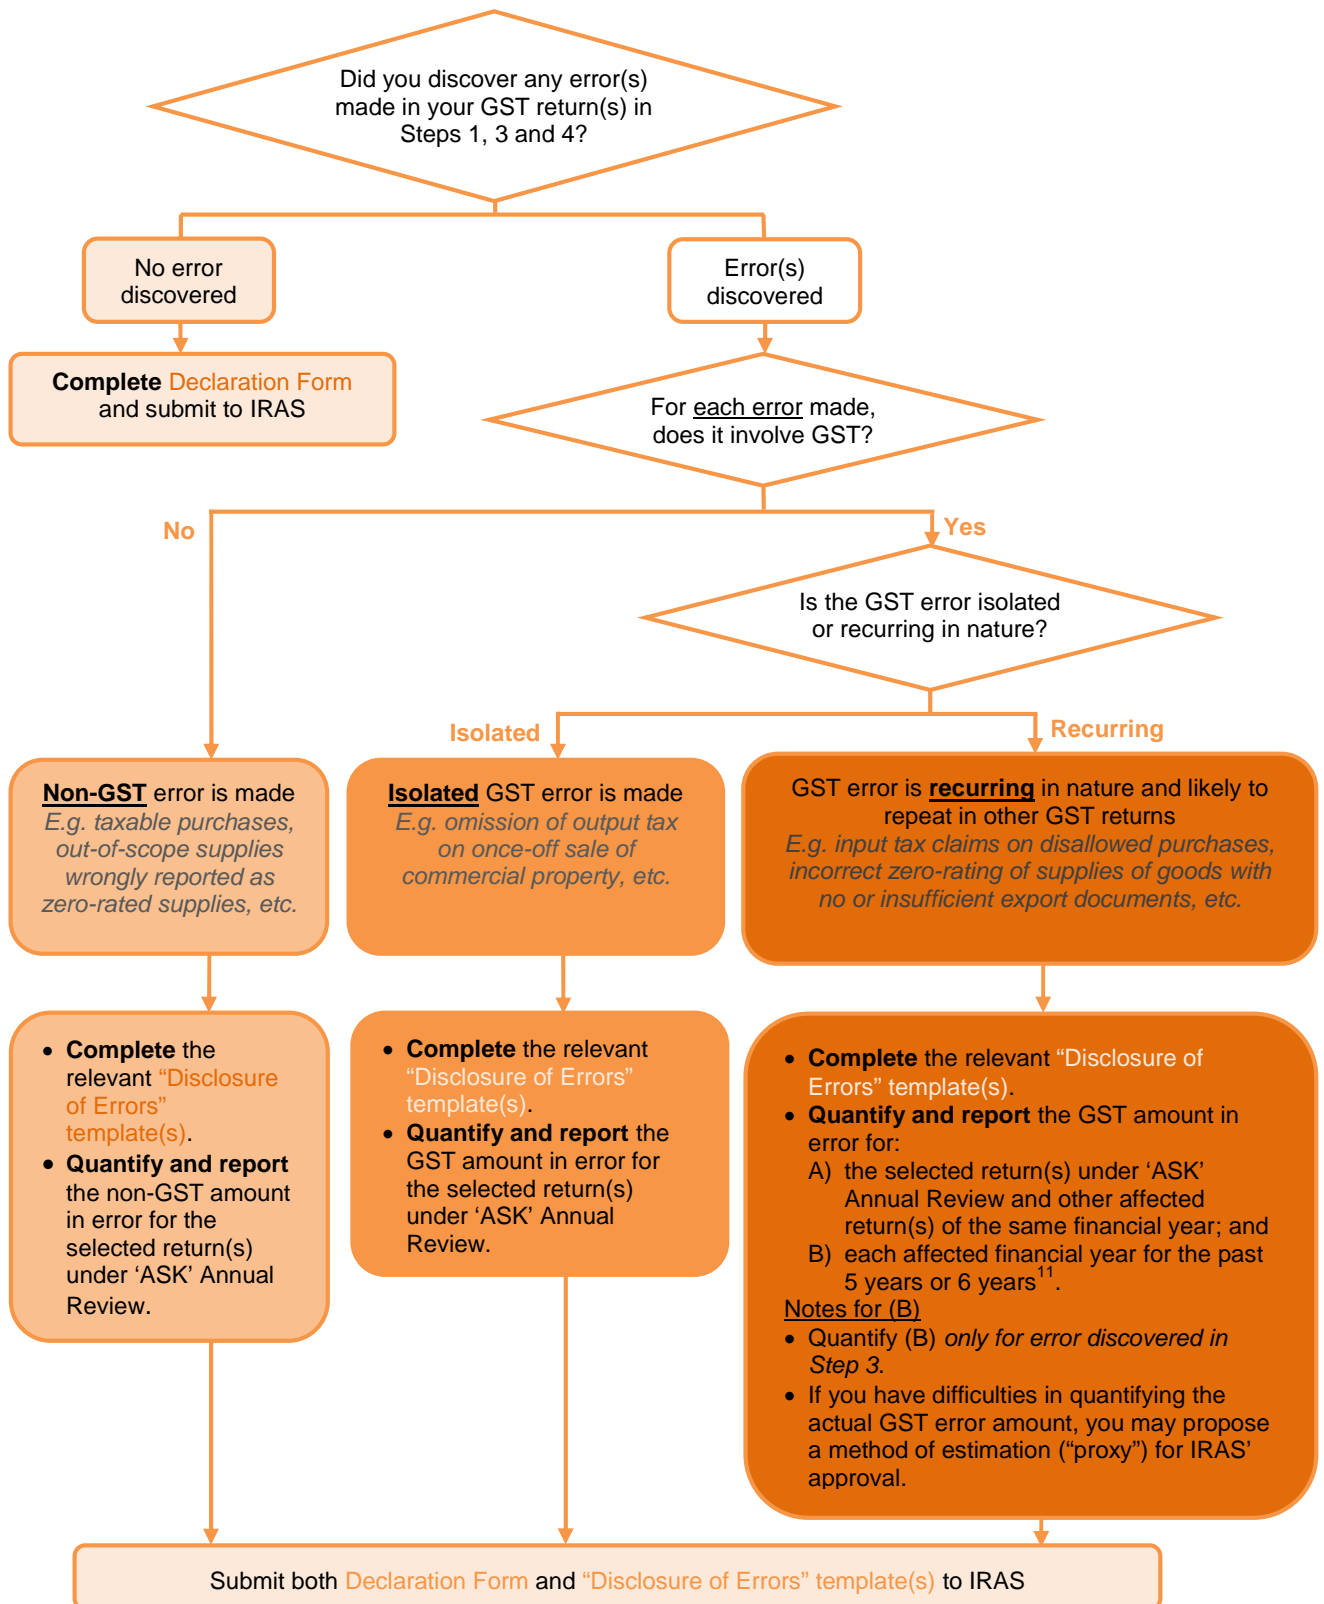 Did you discover any error(s)
made in your GST return(s) in
Steps 1, 3 and 4?
No error
discovered
Error(s)
discovered
Complete Declaration Form
and submit to IRAS
For each error made,
does it involve GST?
No
Yes
Is the GST error isolated
or recurring in nature?
Isolated
Recurring
Non-GST error is made
E.g. taxable purchases,
out-of-scope supplies
wrongly reported as
zero-rated supplies, etc.
Isolated GST error is made
E.g. omission of output tax
on once-off sale of
commercial property, etc.
GST error is recurring in nature and likely to
repeat in other GST returns
E.g. input tax claims on disallowed purchases,
incorrect zero-rating of supplies of goods with
no or insufficient export documents, etc.
• Complete the
relevant “Disclosure
of Errors”
template(s).
• Quantify and report
the non-GST amount
in error for the
selected return(s)
under ‘ASK’ Annual
Review.
• Complete the relevant
“Disclosure of Errors”
template(s).
• Quantify and report the
GST amount in error for
the selected return(s)
under ‘ASK’ Annual
Review.
• Complete the relevant “Disclosure of
Errors” template(s).
• Quantify and report the GST amount in
error for:
A) the selected return(s) under ‘ASK’
Annual Review and other affected
return(s) of the same financial year; and
B) each affected financial year for the past
5 years or 6 years11.
Notes for (B)
• Quantify (B) only for error discovered in
Step 3.
• If you have difficulties in quantifying the
actual GST error amount, you may propose
a method of estimation (“proxy”) for IRAS’
approval.
Submit both Declaration Form and “Disclosure of Errors” template(s) to IRAS